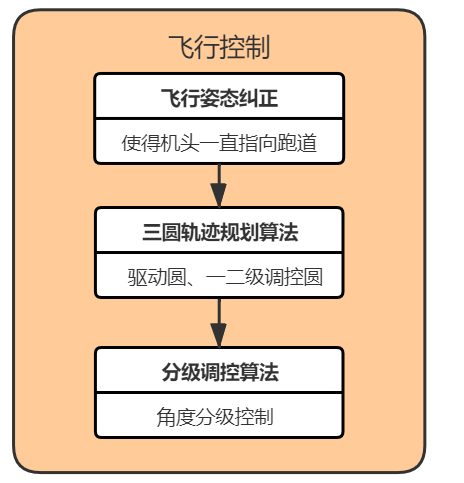 飞行控制
飞行姿态纠正
使得机头一直指向跑道
三圆轨迹规划算法
驱动圆、一二级调控圆
分级调控算法
角度分级控制